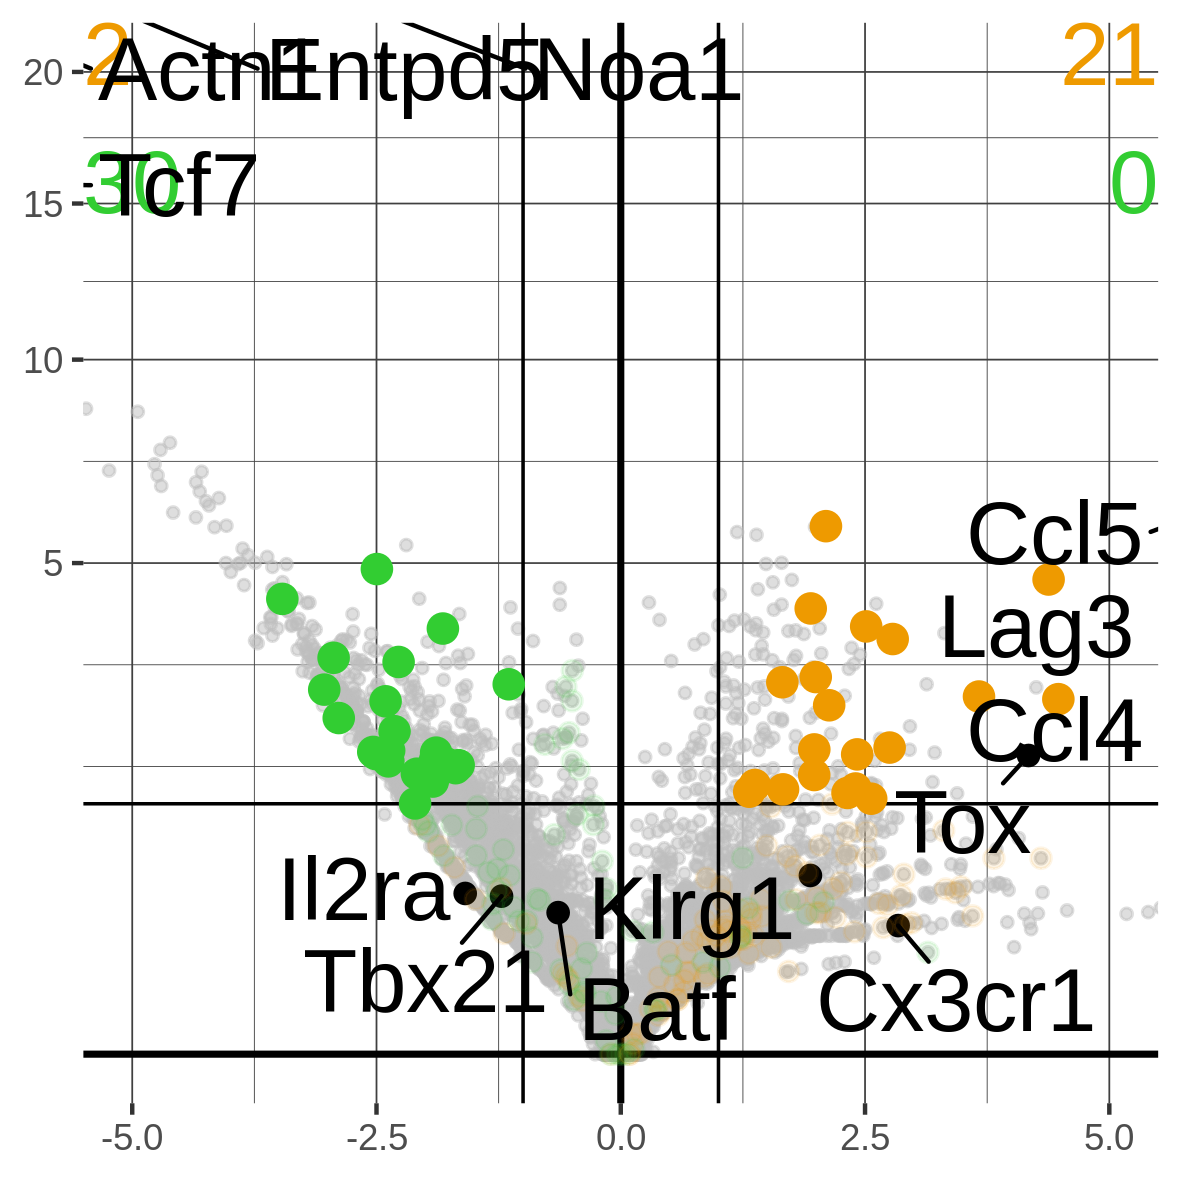 2 Actn1 Entpd5 Noa1 21
20
30 Tcf7 0
15
10
Ccl5
5
Lag3
Ccl4
Tox
Il2ra Klrg1
Tbx21 Batf Cx3cr1
-5.0 -2.5 0.0 2.5 5.0